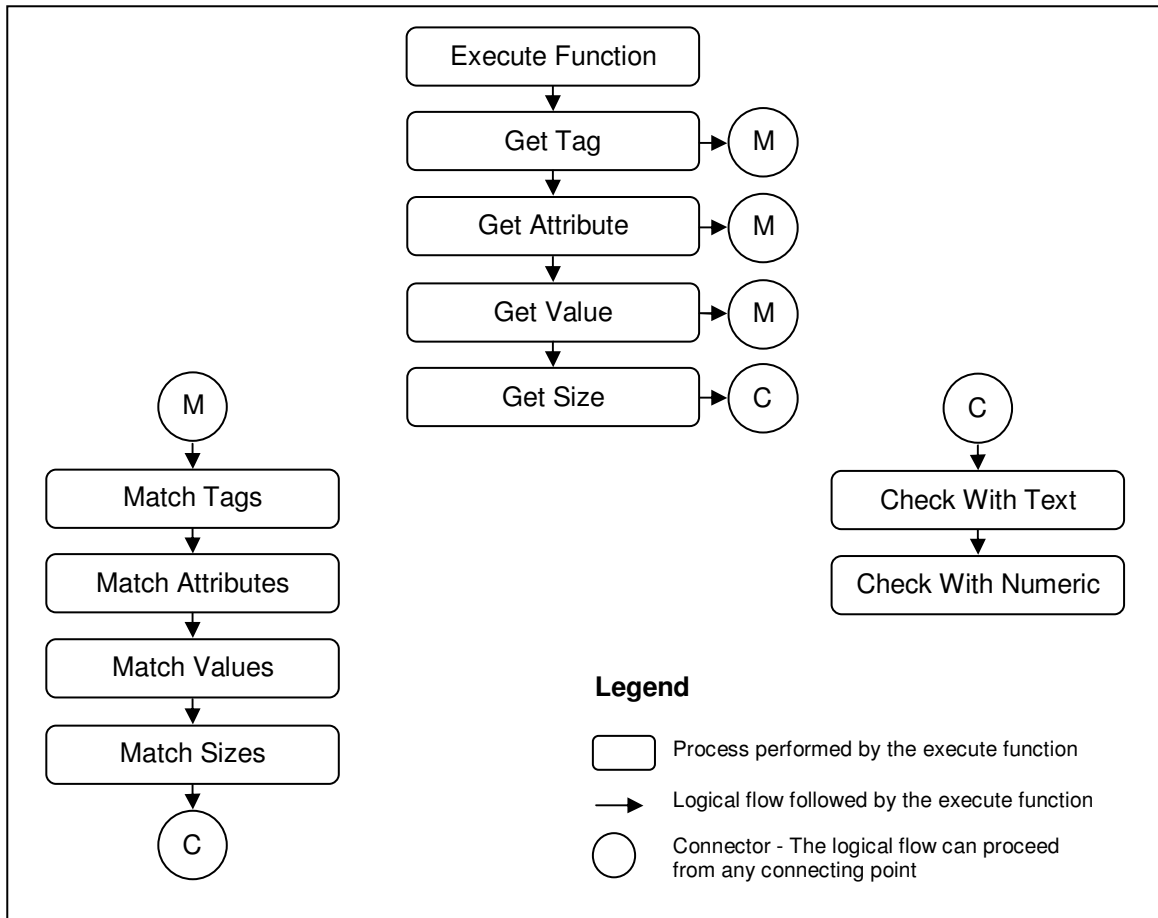 Execute Function
Get Tag
M
Get Attribute
M
Get Value
M
Get Size
C
M
Match Tags
Match Attributes
Match Values
Match Sizes
C
C
Check With Text
Check With Numeric
Legend
Process performed by the execute function
Logical flow followed by the execute function
Connector - The logical flow can proceed
from any connecting point